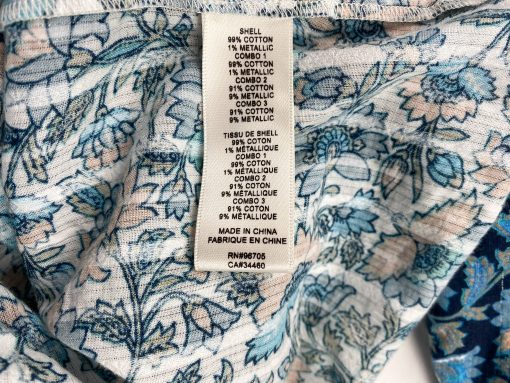 SHELL
99% COTTON
1% METALLIC
COMBO 1
99% COTTON
1% METALLIC
COMBO 2
91% COTTON
9% METALLIC
COMBO 3
91% COTTON
9% METALLIC
TISSU DE SHELL
99% COTON
1% MÉTALLIQUE
COMBO 1
99% COTON
1% MÉTALLIQUE
COMBO 2
91% COTON
9% MÉTALLIQUE
COMBO 3
91% COTON
9% MÉTALLIQUE
MADE IN CHINA
FABRIQUE EN CHINE
RN#96705
CA#34460